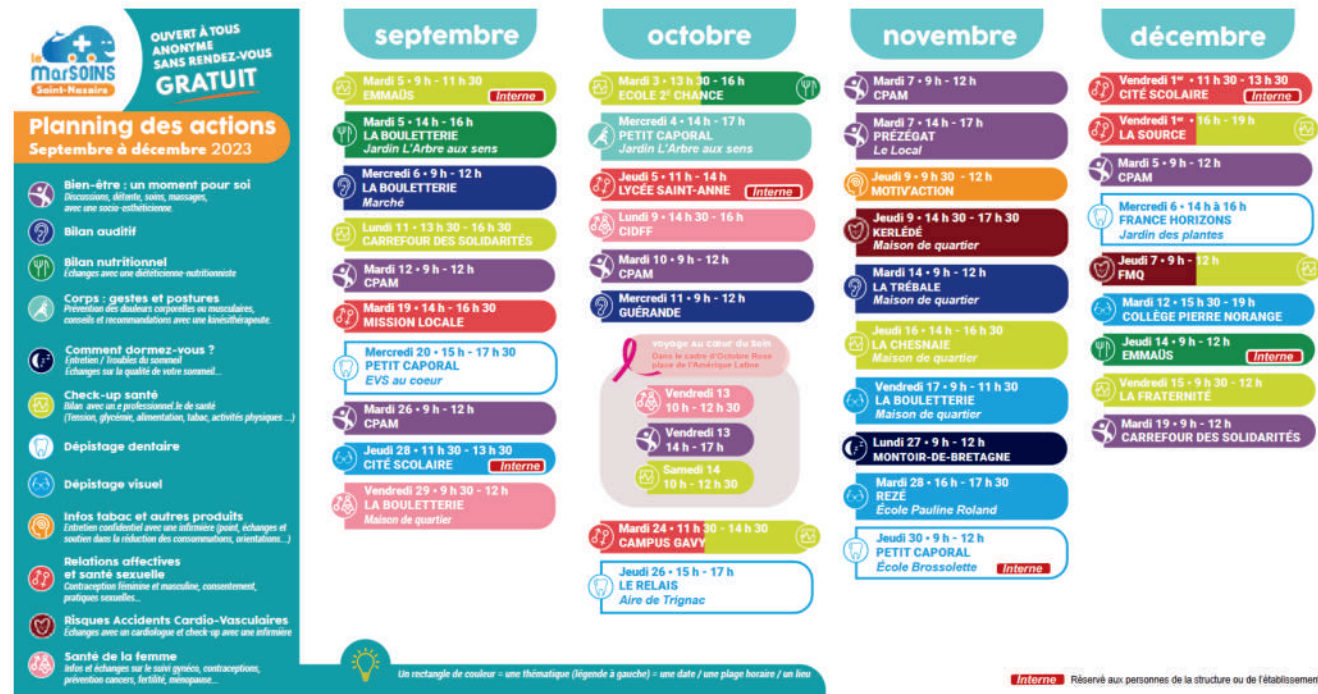 le
marSOINS
Saint-Nazaire
OUVERT À TOUS
ANONYME
SANS RENDEZ-VOUS
GRATUIT
Planning des actions
Septembre à décembre 2023
Bien-être : un moment pour soi
Discussions, détente, soins, massages,
avec une socio-esthéticienne.
Bilan auditif
Bilan nutritionnel
Échanges avec une diététicienne-nutritionniste
Corps : gestes et postures
Prévention des douleurs corporelles ou musculaires,
conseils et recommandations avec une kinésithérapeute.
Comment dormez-vous ?
Entretien / Troubles du sommeil
Échanges sur la qualité de votre sommeil...
Check-up santé
Bilan avec un.e professionnel.le de santé
(Tension, glycémie, alimentation, tabac, activités physiques ...)
Dépistage dentaire
Dépistage visuel
Infos tabac et autres produits
Entretien confidentiel avec une infirmière (point, échanges et
soutien dans la réduction des consommations, orientations...)
Relations affectives
et santé sexuelle
Contraception féminine et masculine, consentement,
pratiques sexuelles...
Risques Accidents Cardio-Vasculaires
Échanges avec un cardiologue et check-up avec une infirmière
Santé de la femme
Infos et échanges sur le suivi gynéco, contraceptions,
prévention cancers, fertilité, ménopause...
septembre
Mardi 5 • 9 h - 11 h 30
EMMAÜS Interne
Mardi 5 • 14 h - 16 h
LA BOULETTERIE
Jardin L'Arbre aux sens
Mercredi 6 • 9 h - 12 h
LA BOULETTERIE
Marché
Lundi 11 • 13 h 30 - 16 h 30
CARREFOUR DES SOLIDARITÉS
Mardi 12 • 9 h - 12 h
CPAM
Mardi 19 • 14 h - 16 h 30
MISSION LOCALE
Mercredi 20 • 15 h - 17 h 30
PETIT CAPORAL
EVS au coeur
Mardi 26 • 9 h - 12 h
CPAM
Jeudi 28 • 11 h 30 - 13 h 30
CITÉ SCOLAIRE Interne
Vendredi 29 • 9 h 30 - 12 h
LA BOULETTERIE
Maison de quartier
octobre
Mardi 3 • 13 h 30 - 16 h
ECOLE 2E CHANCE
Mercredi 4 • 14 h - 17 h
PETIT CAPORAL
Jardin L'Arbre aux sens
Jeudi 5 • 11 h - 14 h
LYCÉE SAINT-ANNE Interne
Lundi 9 • 14 h 30 - 16 h
CIDFF
Mardi 10 • 9 h - 12 h
CPAM
Mercredi 11 • 9 h - 12 h
GUÉRANDE
Voyage au cœur du Soin
Dans le cadre d'Octobre Rose
place de l'Amérique Latine
Vendredi 13
10 h - 12 h 30
Vendredi 13
14 h - 17 h
Samedi 14
10 h - 12 h 30
Mardi 24 • 11 h 30 - 14 h 30
CAMPUS GAVY
Jeudi 26 • 15 h - 17 h
LE RELAIS
Aire de Trignac
novembre
Mardi 7 • 9 h - 12 h
CPAM
Mardi 7 • 14 h - 17 h
PRÉZÉGAT
Le Local
Jeudi 9 • 9 h 30 - 12 h
MOTIV'ACTION
Jeudi 9 • 14 h 30 - 17 h 30
KERLÉDÉ
Maison de quartier
Mardi 14 • 9 h - 12 h
LA TRÉBALE
Maison de quartier
Jeudi 16 • 14 h - 16 h 30
LA CHESNAIE
Maison de quartier
Vendredi 17 • 9 h - 11 h 30
LA BOULETTERIE
Maison de quartier
Lundi 27 • 9 h - 12 h
MONTOIR-DE-BRETAGNE
Mardi 28 • 16 h - 17 h 30
REZÉ
École Pauline Roland
Jeudi 30 • 9 h - 12 h
PETIT CAPORAL
École Brossolette Interne
décembre
Vendredi 1er • 11 h 30 - 13 h 30
CITÉ SCOLAIRE Interne
Vendredi 1er • 16 h - 19 h
LA SOURCE
Mardi 5 • 9 h - 12 h
CPAM
Mercredi 6 • 14 h à 16 h
FRANCE HORIZONS
Jardin des plantes
Jeudi 7 • 9 h - 12 h
FMQ
Mardi 12 • 15 h 30 - 19 h
COLLÈGE PIERRE NORANGE
Jeudi 14 • 9 h - 12 h
EMMAÜS Interne
Vendredi 15 • 9 h 30 - 12 h
LA FRATERNITÉ
Mardi 19 • 9 h - 12 h
CARREFOUR DES SOLIDARITÉS
Un rectangle de couleur = une thématique (légende à gauche) = une date / une plage horaire / un lieu
Interne Réservé aux personnes de la structure ou de l'établissement